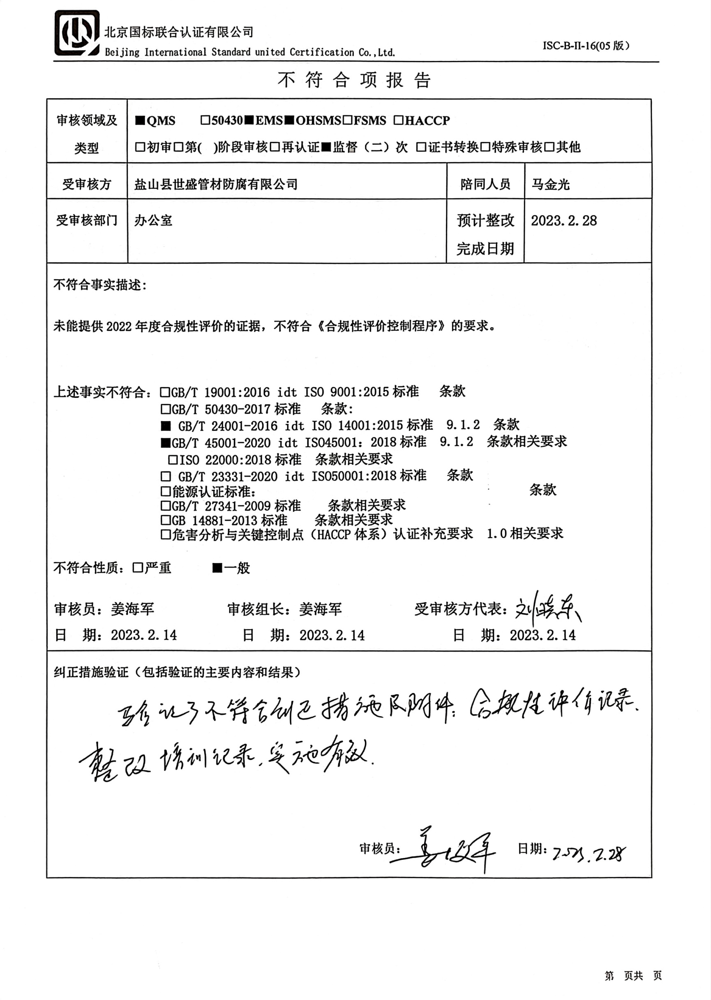 北京国标联合认证有限公司
Beijing International Standard united Certification Co.,Ltd.
ISC-B-II-16(05 版)
不 符 合 项 报 告
审核领域及类型
■QMS □50430■EMS■OHSMS□FSMS □HACCP
□初审□第( )阶段审核□再认证■监督（二）次 □证书转换□特殊审核□其他
受审核方 盐山县世盛管材防腐有限公司 陪同人员 马金光
受审核部门 办公室 预计整改完成日期 2023.2.28
不符合事实描述：
未能提供 2022 年度合规性评价的证据，不符合《合规性评价控制程序》的要求。
上述事实不符合：□GB/T 19001:2016 idt ISO 9001:2015 标准 条款
□GB/T 50430-2017 标准 条款：
■ GB/T 24001-2016 idt ISO 14001:2015 标准 9.1.2 条款
■GB/T 45001-2020 idt ISO45001：2018 标准 9.1.2 条款相关要求
□ISO 22000:2018 标准 条款相关要求
□ GB/T 23331-2020 idt ISO50001:2018 标准 条款
□能源认证标准： 条款
□GB/T 27341-2009 标准 条款相关要求
□GB 14881-2013 标准 条款相关要求
□危害分析与关键控制点（HACCP 体系）认证补充要求 1.0 相关要求
不符合性质：□严重 ■一般
审核员：姜海军 审核组长：姜海军 受审核方代表：刘晓东
日 期：2023.2.14 日 期：2023.2.14 日 期：2023.2.14
纠正措施验证（包括验证的主要内容和结果）
验证了不符合纠正措施及附件：合规性评价记录、
整改培训记录，实施有效.
审核员：姜海军 日期：2023.2.28
第 页共 页